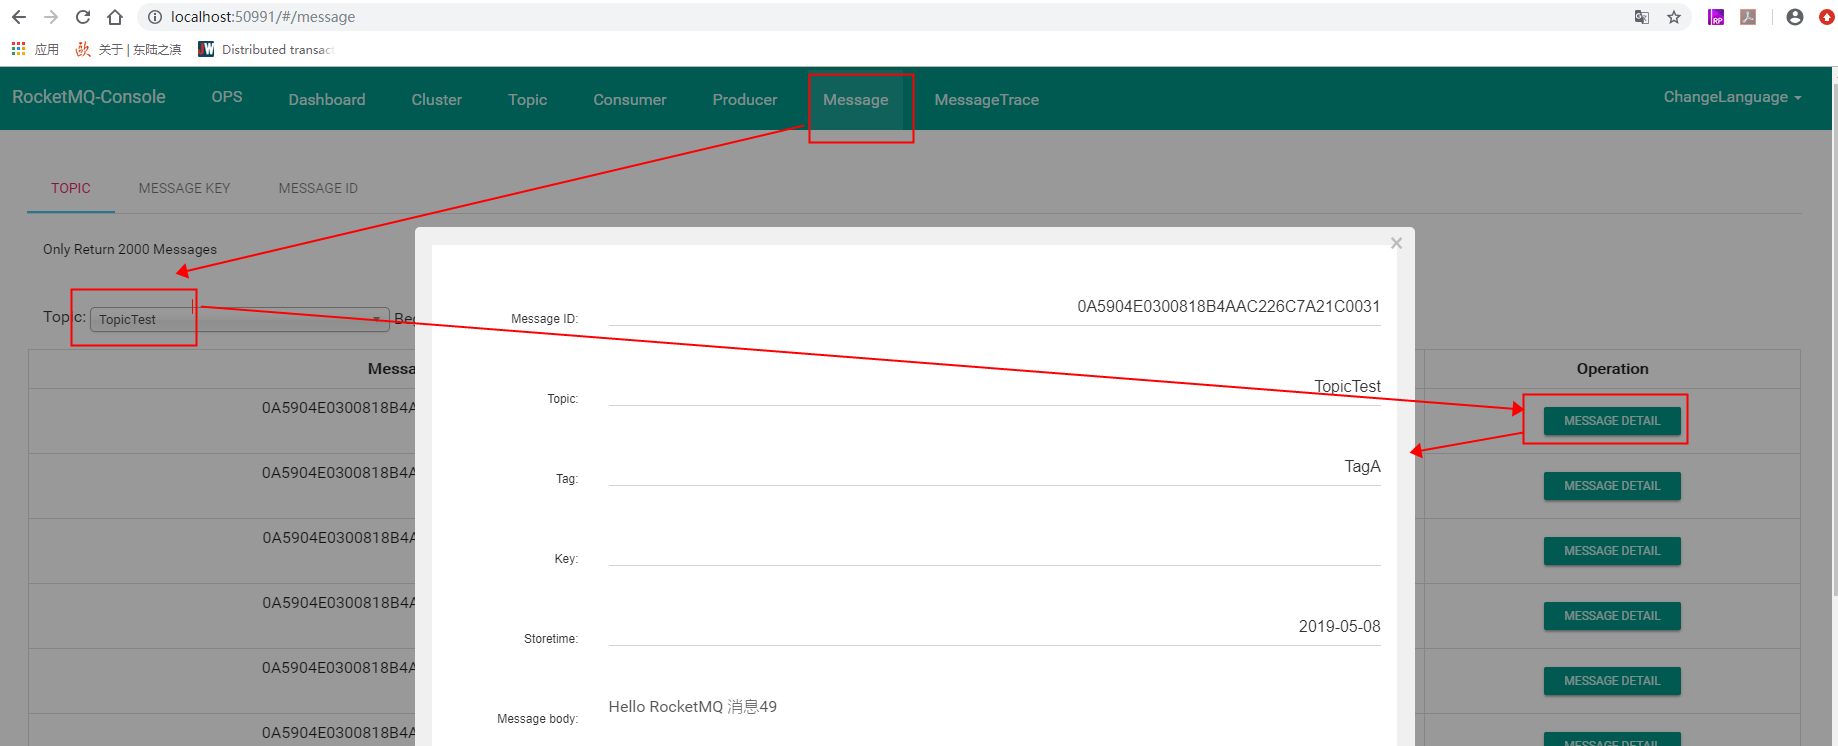 localhost:50991/#/message
应用 关于 | 东陆之滇 JW Distributed transac
RocketMQ-Console OPS Dashboard Cluster Topic Consumer Producer Message MessageTrace ChangeLanguage
TOPIC MESSAGE KEY MESSAGE ID
Only Return 2000 Messages
×
Message ID: 0A5904E0300818B4AAC226C7A21C0031
Topic: TopicTest Be
Topic: TopicTest
Messa Operation
0A5904E0300818B4A MESSAGE DETAIL
Tag: TagA
0A5904E0300818B4A MESSAGE DETAIL
Key:
0A5904E0300818B4A MESSAGE DETAIL
Storetime: 2019-05-08
0A5904E0300818B4A MESSAGE DETAIL
0A5904E0300818B4A MESSAGE DETAIL
Message body: Hello RocketMQ 消息49
0A5904E0300818B4A MESSAGE DETAIL